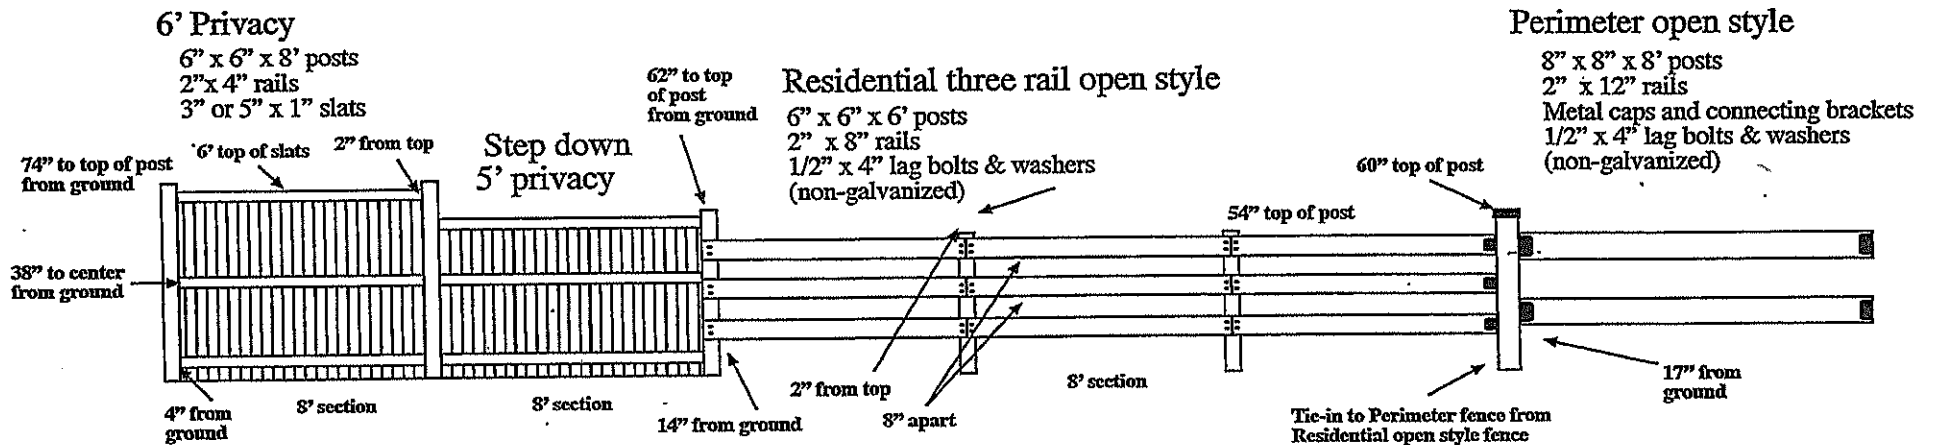 6’ Privacy
6” x 6” x 8’ posts
2”x 4” rails
3” or 5” x 1” slats
74” to top of post
from ground
6’ top of slats
2” from top
Step down
5’ privacy
62” to top
of post
from ground
Residential three rail open style
6” x 6” x 6’ posts
2” x 8” rails
1/2” x 4” lag bolts & washers
(non-galvanized)
Perimeter open style
8” x 8” x 8’ posts
2” x 12” rails
Metal caps and connecting brackets
1/2” x 4” lag bolts & washers
(non-galvanized)
60” top of post
54” top of post
38” to center
from ground
4” from
ground
8’ section
8’ section
14” from ground
2” from top
8” apart
8’ section
Tie-in to Perimeter fence from
Residential open style fence
17” from
ground